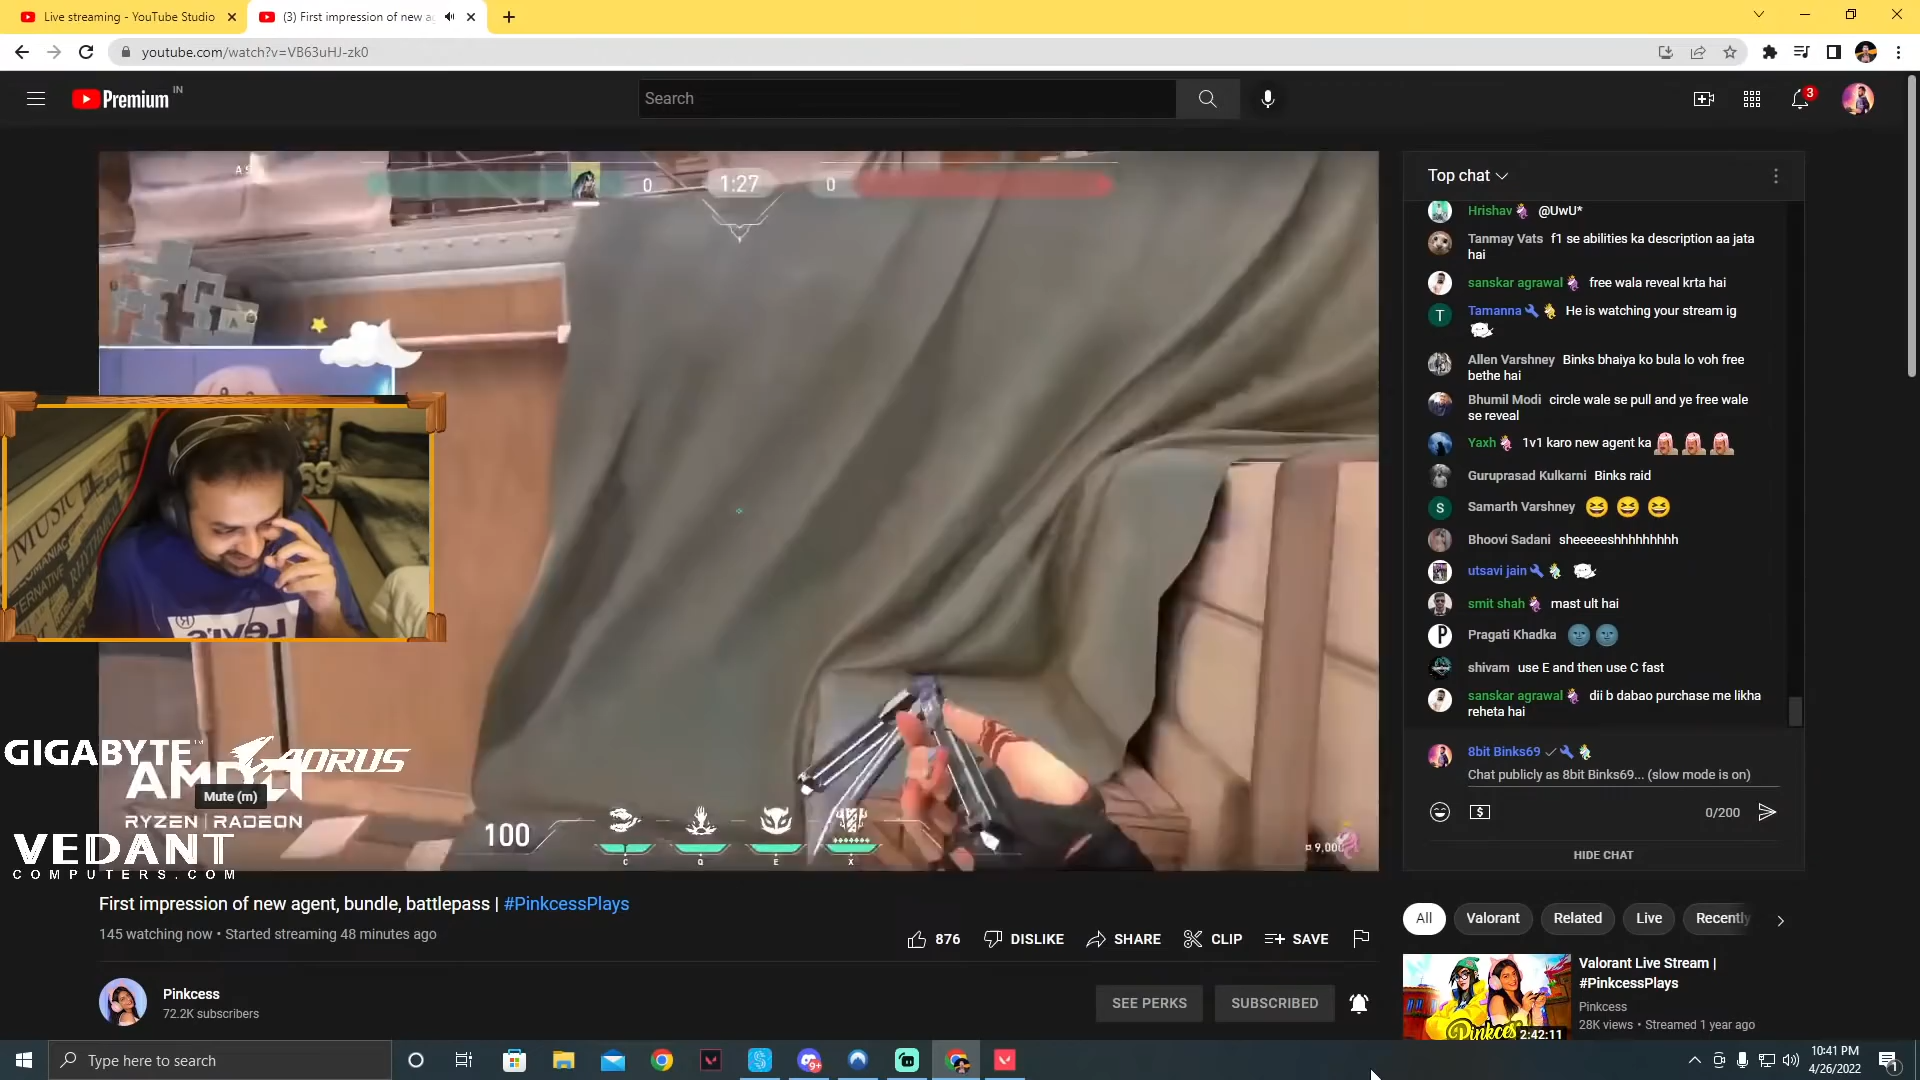 Live streaming - YouTube Studio
(3) First impression of new a
youtube.com/watch?v=VB63uHJ-zk0
Premium IN
Search
3
0
1:27
0
Top chat
Hrishav @UwU*
Tanmay Vats f1 se abilities ka description aa jata
hai
sanskar agrawal free wala reveal krta hai
T Tamanna He is watching your stream ig
Allen Varshney Binks bhaiya ko bula lo voh free
bethe hai
Bhumil Modi circle wale se pull and ye free wale
se reveal
Yaxh 1v1 karo new agent ka
Guruprasad Kulkarni Binks raid
S Samarth Varshney
Bhoovi Sadani sheeeeeshhhhhhhhh
utsavi jain
smit shah mast ult hai
P Pragati Khadka
shivam use E and then use C fast
sanskar agrawal dii b dabao purchase me likha
reheta hai
8bit Binks69
Chat publicly as 8bit Binks69... (slow mode is on)
0/200
HIDE CHAT
MUSIC
69
GIGABYTE™ AORUS
AMD
Mute (m)
RYZEN | RADEON
VEDANT
COMPUTERS.COM
100
C Q E X
9,000
First impression of new agent, bundle, battlepass | #PinkcessPlays
145 watching now • Started streaming 48 minutes ago
876 DISLIKE SHARE CLIP SAVE
Pinkcess
72.2K subscribers
SEE PERKS SUBSCRIBED
All Valorant Related Live Recently
Valorant Live Stream |
#PinkcessPlays
Pinkcess
28K views • Streamed 1 year ago
2:42:11
Type here to search
9+
10:41 PM
4/26/2022
1